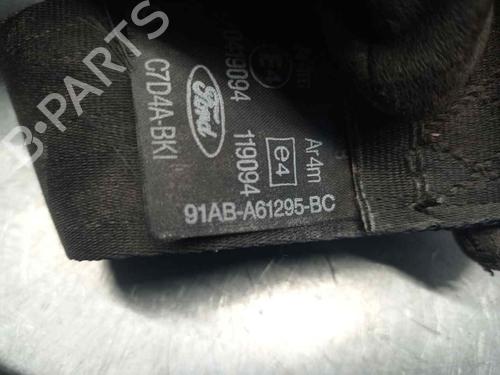 C7D4A-BKI
Ford
119094
e4
Ar4m
91AB-A61295-BC
B-PARTS